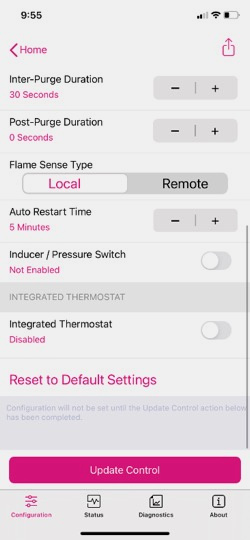 9:55
Home
Inter-Purge Duration
30 Seconds
− +
Post-Purge Duration
0 Seconds
− +
Flame Sense Type
Local Remote
Auto Restart Time
5 Minutes
− +
Inducer / Pressure Switch
Not Enabled
INTEGRATED THERMOSTAT
Integrated Thermostat
Disabled
Reset to Default Settings
Configuration will not be set until the Update Control action below
has been completed.
Update Control
Configuration Status Diagnostics About